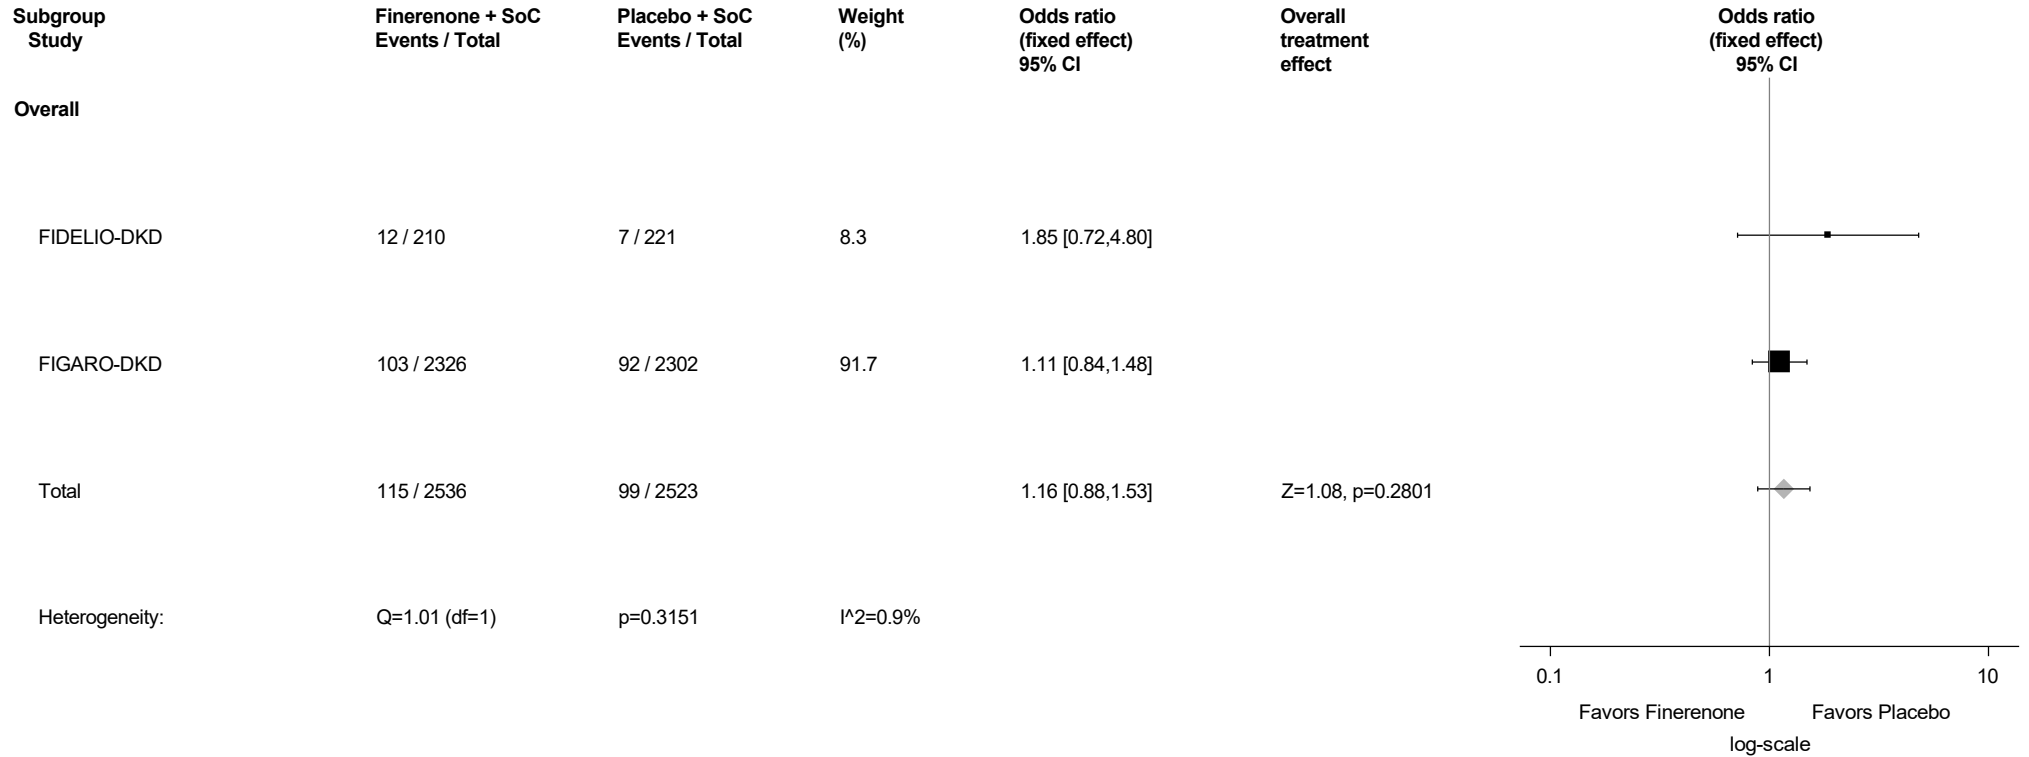 Subgroup Finerenone + SoC Placebo + SoC Weight Odds ratio Overall Odds ratio
Study Events / Total Events / Total (%) (fixed effect) treatment (fixed effect)
95% CI effect 95% CI
Overall
FIDELIO-DKD 12 / 210 7 / 221 8.3 1.85 [0.72,4.80]
FIGARO-DKD 103 / 2326 92 / 2302 91.7 1.11 [0.84,1.48]
Total 115 / 2536 99 / 2523 1.16 [0.88,1.53] Z=1.08, p=0.2801
Heterogeneity: Q=1.01 (df=1) p=0.3151 I^2=0.9%
0.1 1 10
Favors Finerenone Favors Placebo
log-scale